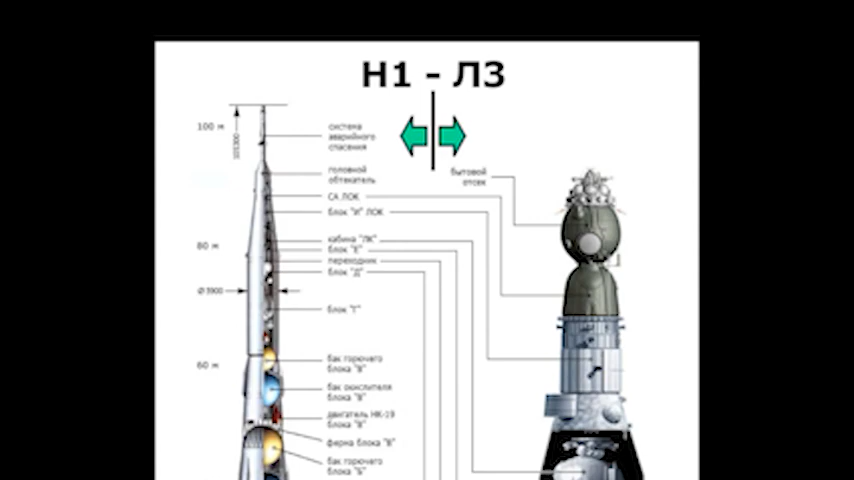 Н1 - Л3
100 м
система
аварийного
спасения
головной
обтекатель
бытовой
отсек
СА ЛОК
блок "И" ЛОК
кабина "ЛК"
80 м
блок "Е"
переходник
блок "Д"
Ø 3900
блок "Г"
60 м
бак горючего
блока "В"
бак окислителя
блока "В"
двигатель НК-19
блока "В"
ферма блока "В"
бак горючего
блока "Б"